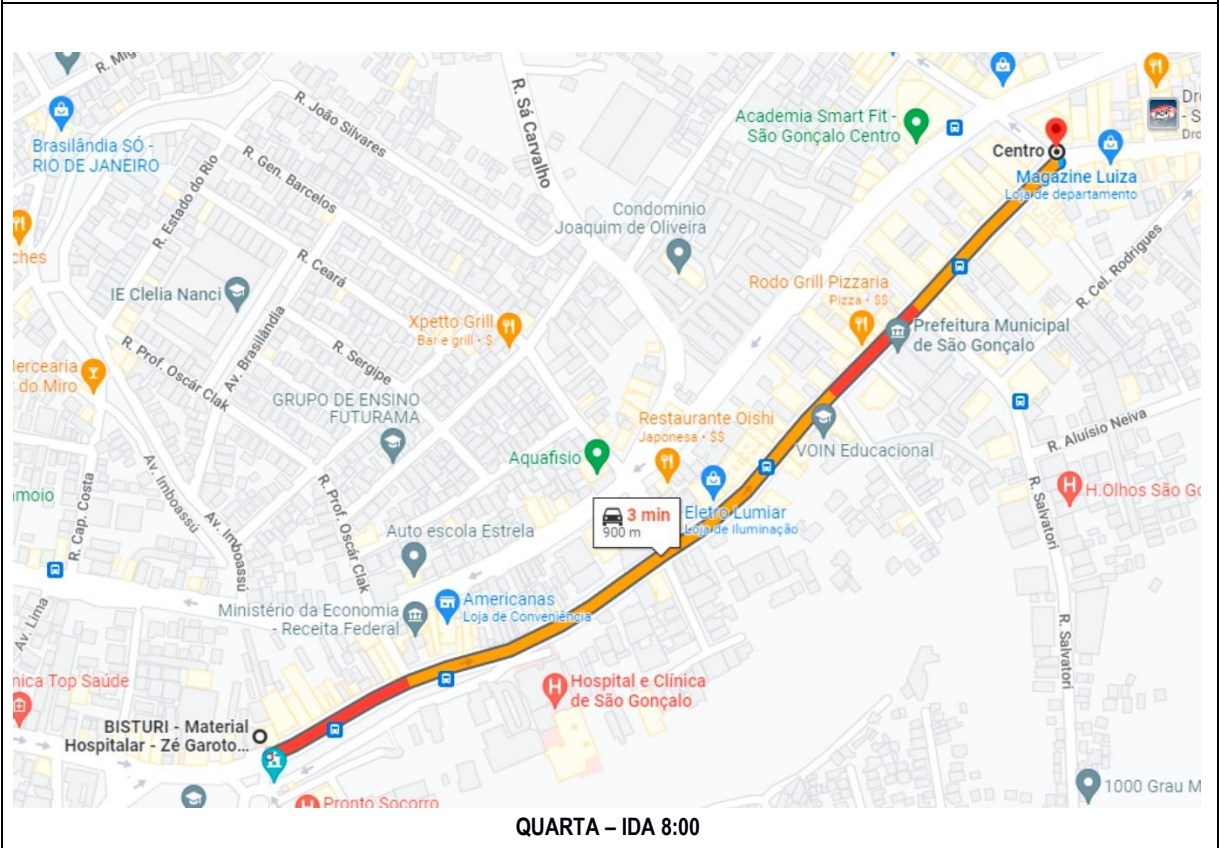 R. Mig
R. João Silvares
R. Sá Carvalho
Academia Smart Fit -
São Gonçalo Centro
Brasilândia SÓ -
RIO DE JANEIRO
R. Estado do Rio
R. Gen. Barcelos
Centro
Magazine Luiza
Loja de departamento
Condominio
Joaquim de Oliveira
R. Cel. Rodrigues
R. Ceará
IE Clelia Nanci
Rodo Grill Pizzaria
Pizza · $$
Xpetto Grill
Bar e grill · $
Prefeitura Municipal
de São Gonçalo
Av. Brasilândia
R. Sergipe
R. Prof. Oscár Clak
do Miro
GRUPO DE ENSINO
FUTURAMA
Restaurante Oishi
Japonesa · $$
R. Aluísio Neiva
VOIN Educacional
Aquafisio
R. Cap. Costa
Av. Imboassú
Av. Imboassú
R. Prof. Oscár Clak
H.Olhos São Go
R. Salvatori
3 min
900 m
Eletro Lumiar
Loja de Iluminação
Auto escola Estrela
Americanas
Loja de Conveniência
Ministério da Economia
- Receita Federal
Av. Lima
R. Salvatori
nica Top Saúde
Hospital e Clínica
de São Gonçalo
BISTURI - Material
Hospitalar - Zé Garoto...
1000 Grau M
Pronto Socorro
QUARTA – IDA 8:00